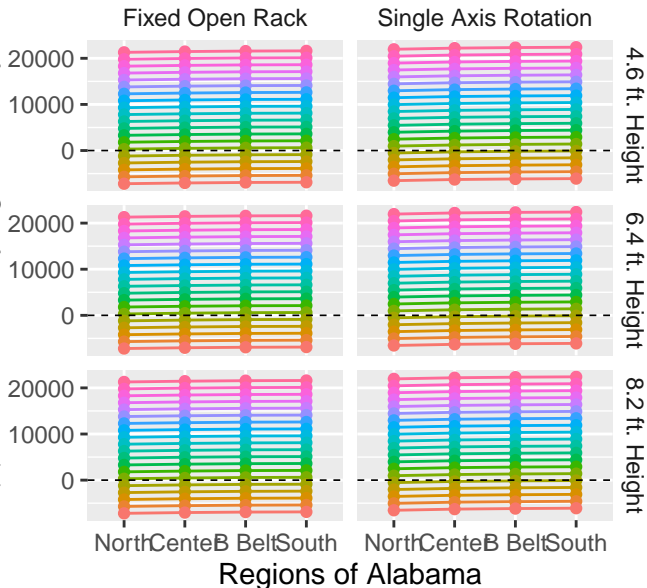 Fixed Open Rack
Single Axis Rotation
20000
10000
0
4.6 ft. Height
20000
10000
0
6.4 ft. Height
20000
10000
0
8.2 ft. Height
North Center B Belt South
North Center B Belt South
Regions of Alabama